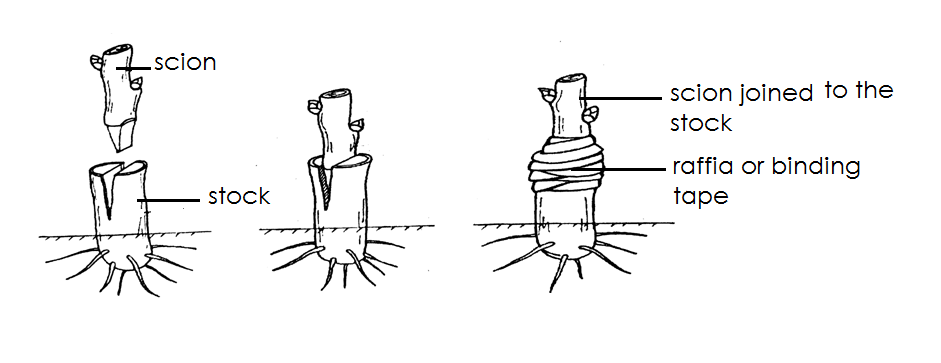 scion
stock
scion joined to the
stock
raffia or binding
tape